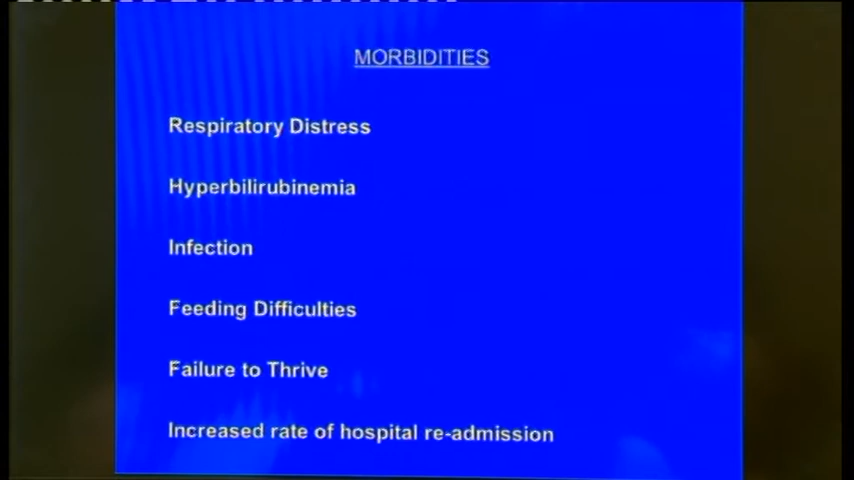 MORBIDITIES
Respiratory Distress
Hyperbilirubinemia
Infection
Feeding Difficulties
Failure to Thrive
Increased rate of hospital re-admission